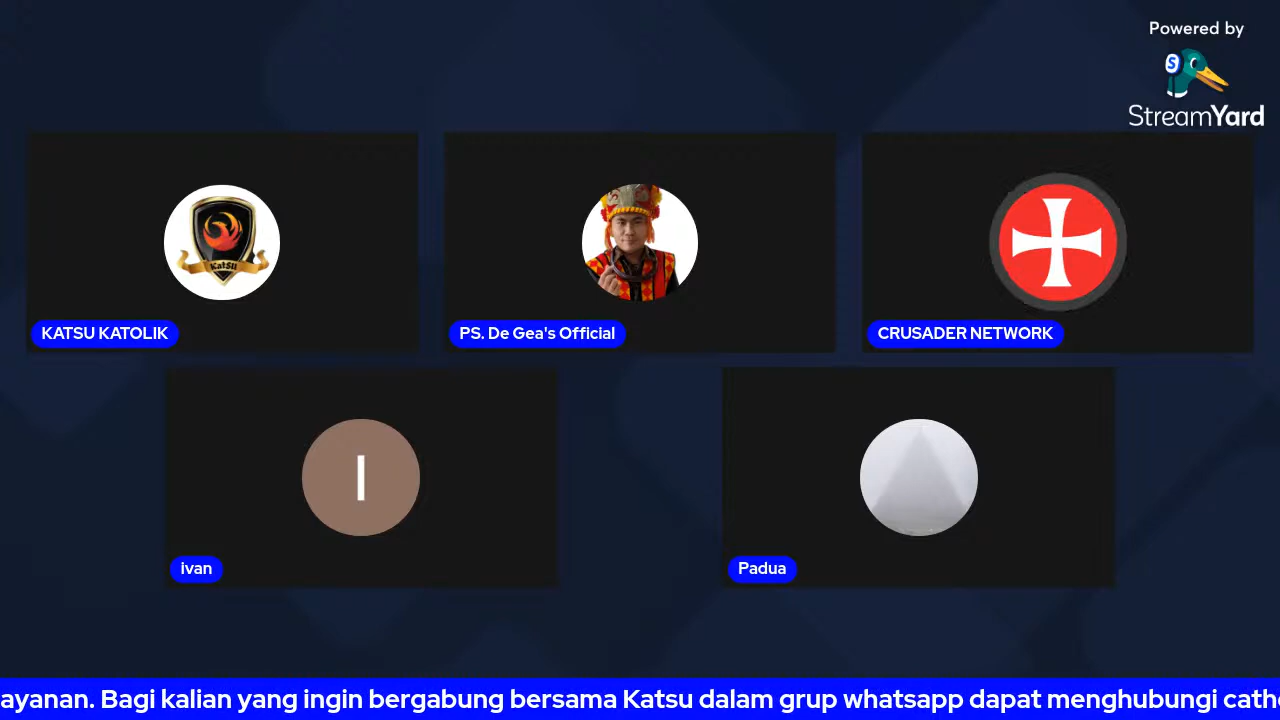 Powered by
StreamYard
KatSu
KATSU KATOLIK
PS. De Gea's Official
CRUSADER NETWORK
I
ivan
Padua
ayanan. Bagi kalian yang ingin bergabung bersama Katsu dalam grup whatsapp dapat menghubungi cath